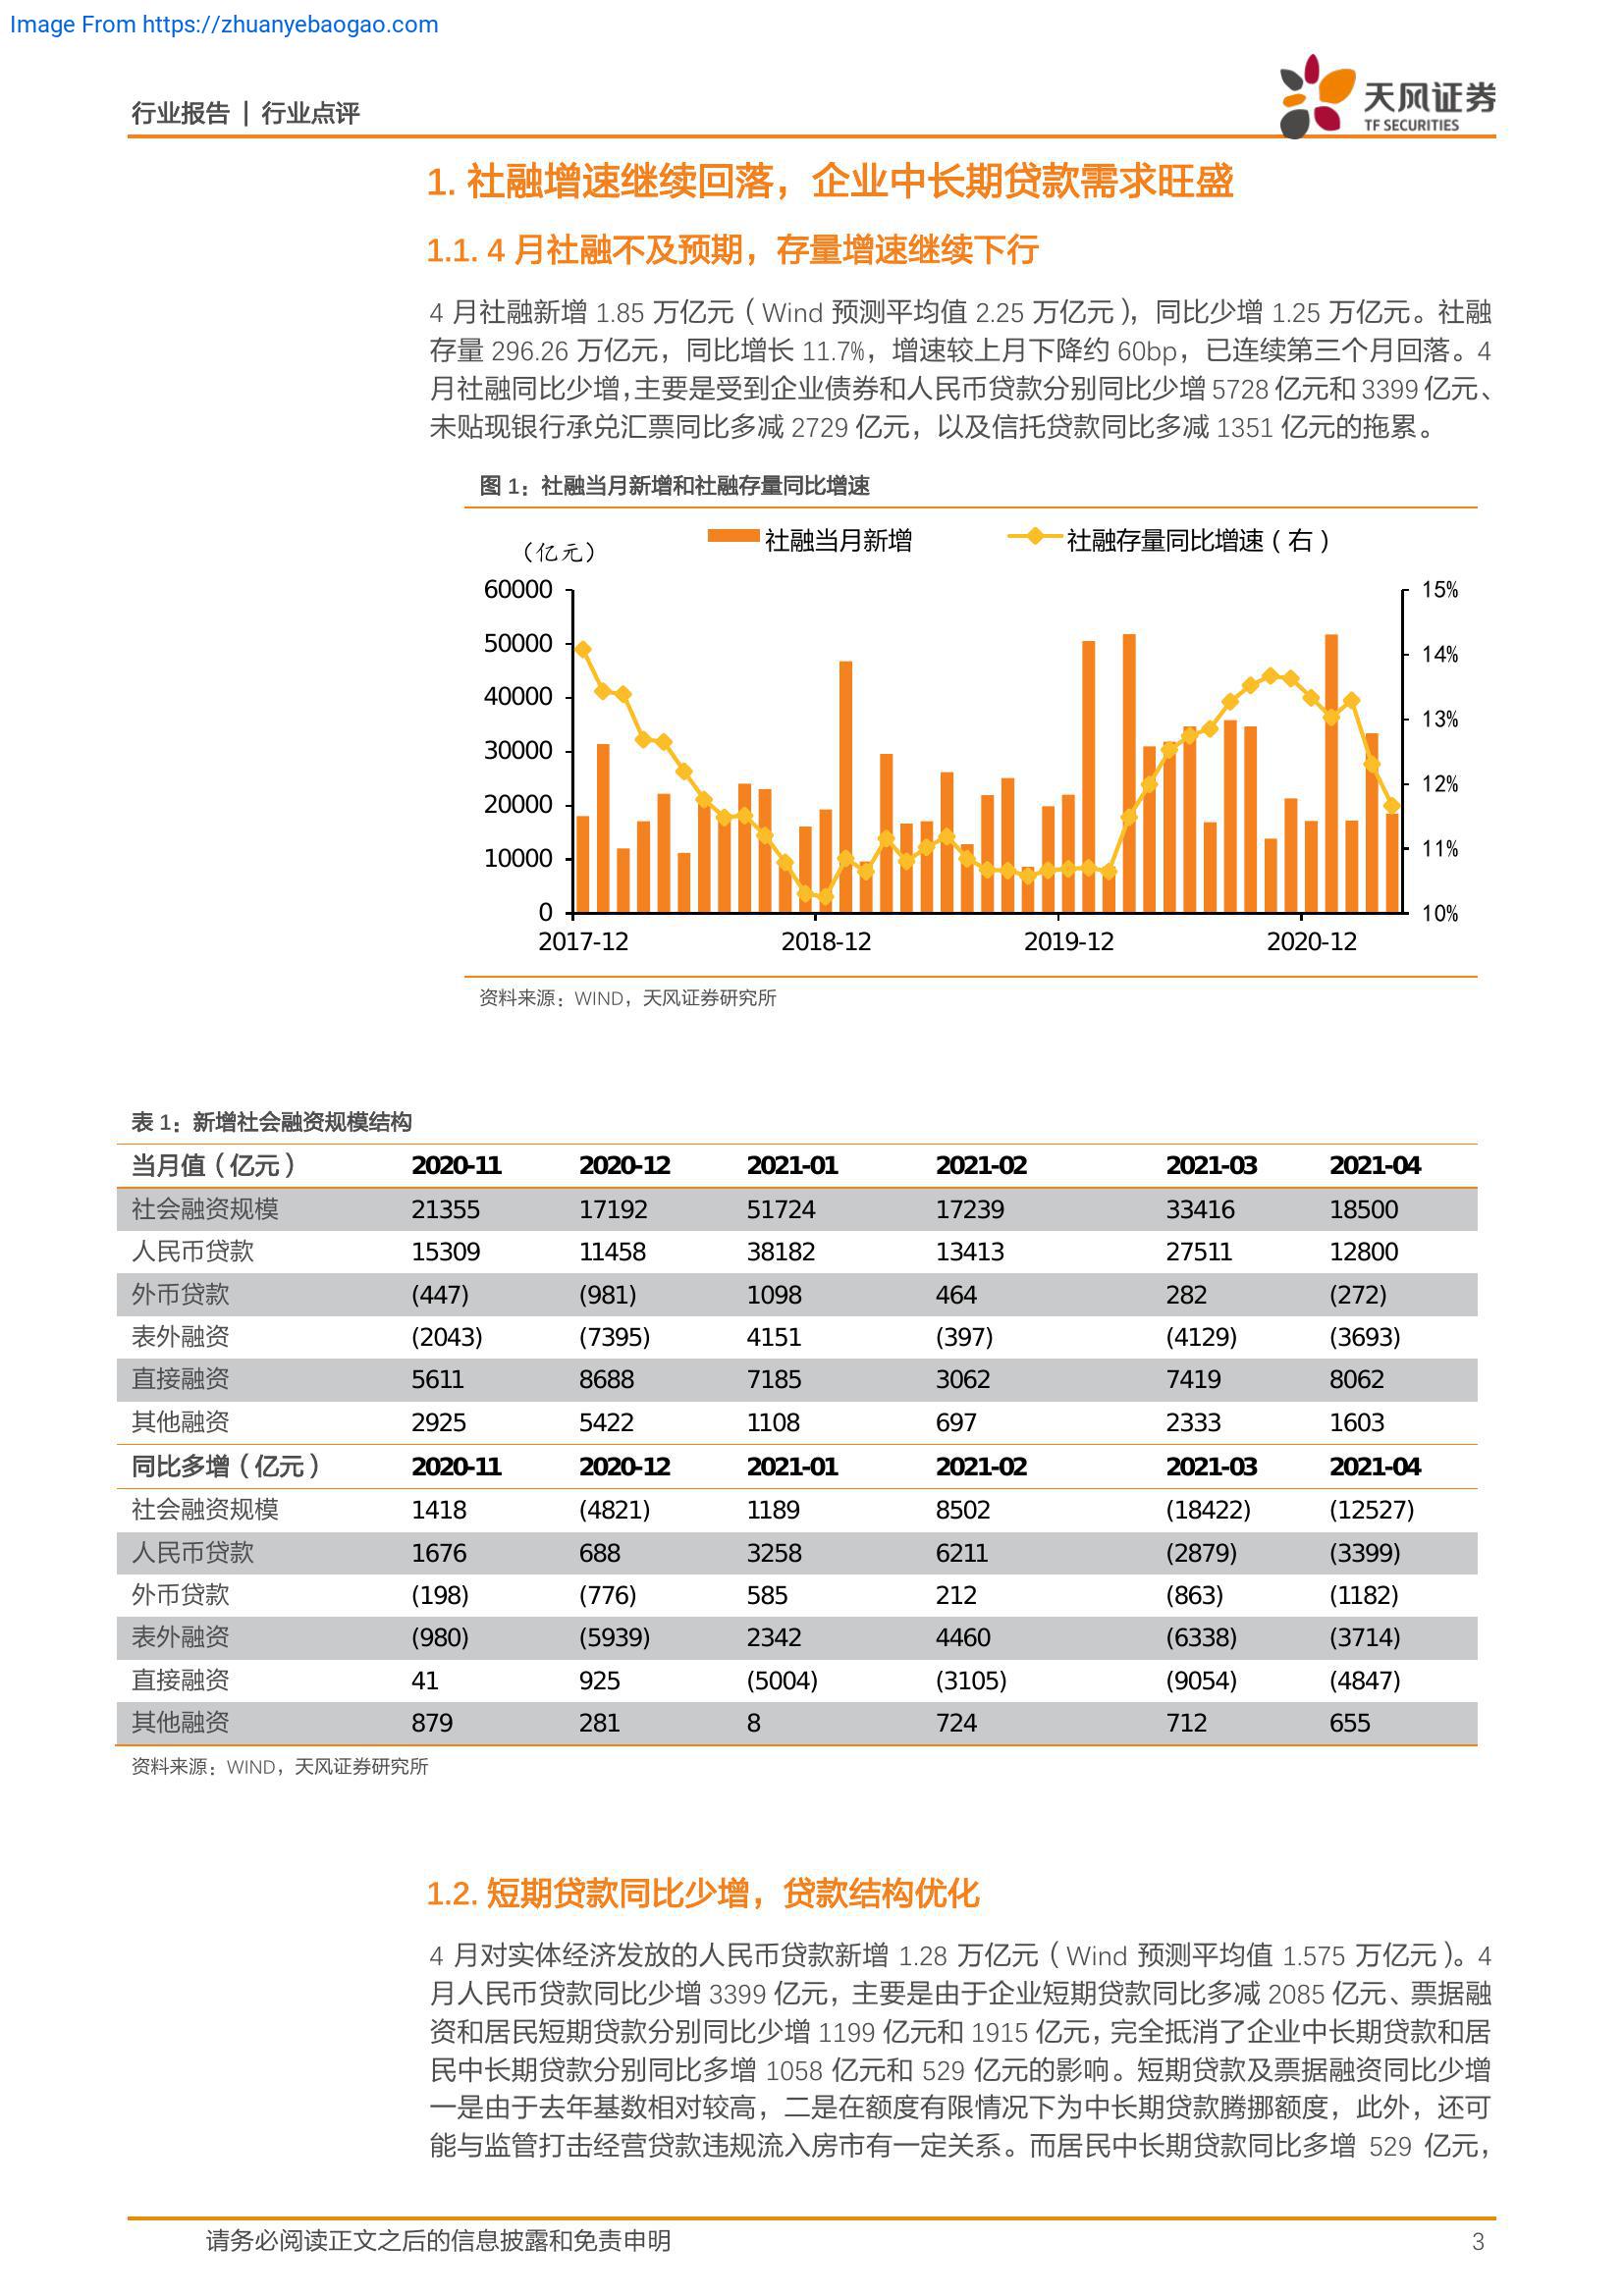 Image From https://zhuanyebaogao.com
行业报告 | 行业点评
天风证券
TF SECURITIES
1. 社融增速继续回落，企业中长期贷款需求旺盛
1.1. 4 月社融不及预期，存量增速继续下行
4 月社融新增 1.85 万亿元（Wind 预测平均值 2.25 万亿元），同比少增 1.25 万亿元。社融
存量 296.26 万亿元，同比增长 11.7%，增速较上月下降约 60bp，已连续第三个月回落。4
月社融同比少增，主要是受到企业债券和人民币贷款分别同比少增 5728 亿元和 3399 亿元、
未贴现银行承兑汇票同比多减 2729 亿元，以及信托贷款同比多减 1351 亿元的拖累。
图 1：社融当月新增和社融存量同比增速
社融当月新增 社融存量同比增速（右）
（亿元）
60000 15%
50000 14%
40000 13%
30000 12%
20000 11%
10000 10%
0
2017-12 2018-12 2019-12 2020-12
资料来源：WIND，天风证券研究所
表 1：新增社会融资规模结构
当月值（亿元） 2020-11 2020-12 2021-01 2021-02 2021-03 2021-04
社会融资规模 21355 17192 51724 17239 33416 18500
人民币贷款 15309 11458 38182 13413 27511 12800
外币贷款 (447) (981) 1098 464 282 (272)
表外融资 (2043) (7395) 4151 (397) (4129) (3693)
直接融资 5611 8688 7185 3062 7419 8062
其他融资 2925 5422 1108 697 2333 1603
同比多增（亿元） 2020-11 2020-12 2021-01 2021-02 2021-03 2021-04
社会融资规模 1418 (4821) 1189 8502 (18422) (12527)
人民币贷款 1676 688 3258 6211 (2879) (3399)
外币贷款 (198) (776) 585 212 (863) (1182)
表外融资 (980) (5939) 2342 4460 (6338) (3714)
直接融资 41 925 (5004) (3105) (9054) (4847)
其他融资 879 281 8 724 712 655
资料来源：WIND，天风证券研究所
1.2. 短期贷款同比少增，贷款结构优化
4 月对实体经济发放的人民币贷款新增 1.28 万亿元（Wind 预测平均值 1.575 万亿元）。4
月人民币贷款同比少增 3399 亿元，主要是由于企业短期贷款同比多减 2085 亿元、票据融
资和居民短期贷款分别同比少增 1199 亿元和 1915 亿元，完全抵消了企业中长期贷款和居
民中长期贷款分别同比多增 1058 亿元和 529 亿元的影响。短期贷款及票据融资同比少增
一是由于去年基数相对较高，二是在额度有限情况下为中长期贷款腾挪额度，此外，还可
能与监管打击经营贷款违规流入房市有一定关系。而居民中长期贷款同比多增 529 亿元，
请务必阅读正文之后的信息披露和免责申明 3